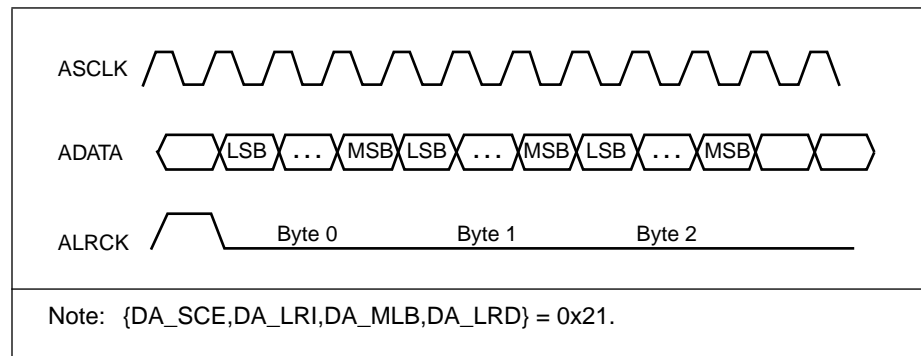 ASCLK
ADATA LSB ... MSB LSB ... MSB LSB ... MSB
ALRCK Byte 0 Byte 1 Byte 2
Note: {DA_SCE,DA_LRI,DA_MLB,DA_LRD} = 0x21.